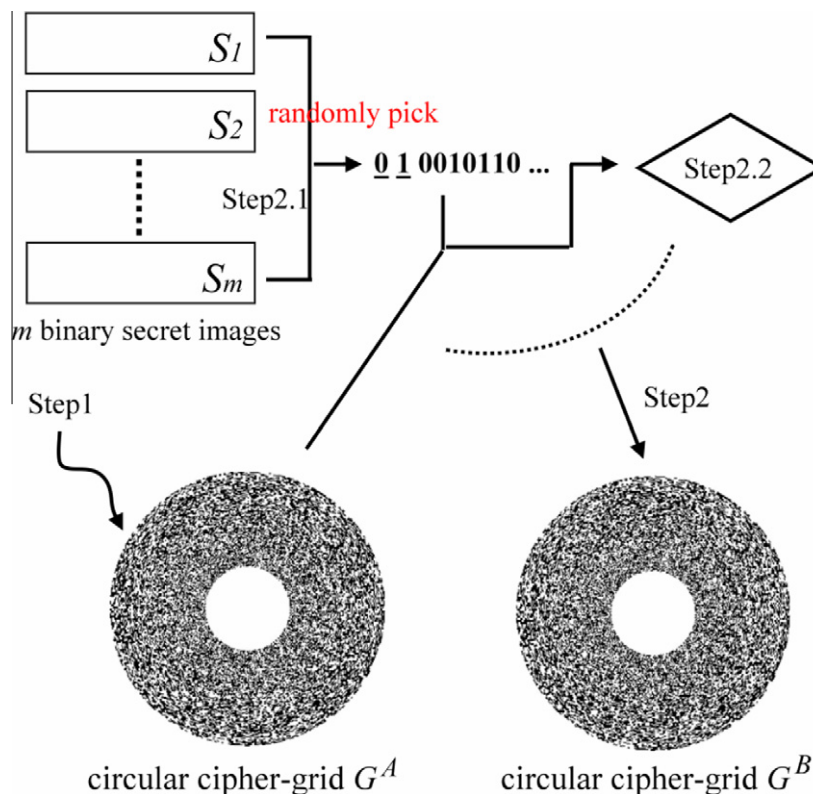 S1
S2
randomly pick
0 1 0010110 ...
Step2.2
Step2.1
Sm
m binary secret images
Step1
Step2
circular cipher-grid G^A
circular cipher-grid G^B